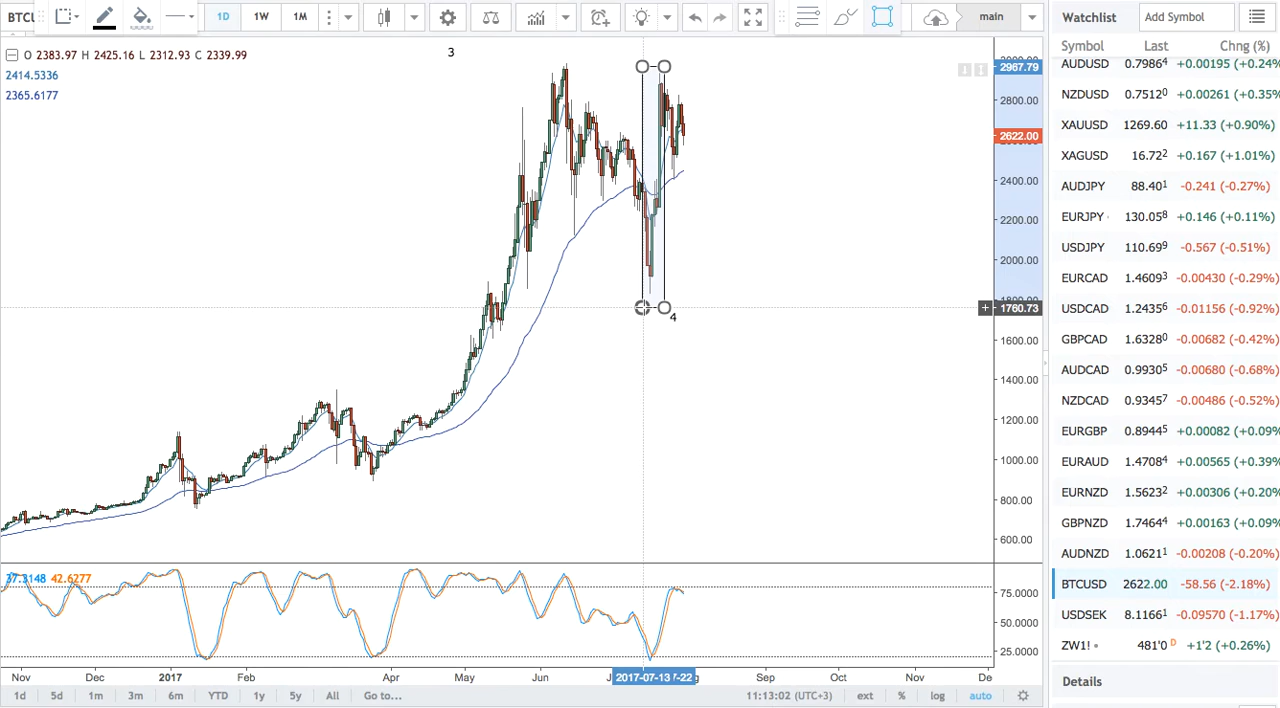 BTCU
1D
1W
1M
main
Watchlist
Add Symbol
Symbol Last Chng (%)
O 2383.97 H 2425.16 L 2312.93 C 2339.99
2414.5336
2365.6177
3
4
AUDUSD 0.7986⁴ +0.00195 (+0.24%
NZDUSD 0.7512⁰ +0.00261 (+0.35%
XAUUSD 1269.60 +11.33 (+0.90%)
XAGUSD 16.72² +0.167 (+1.01%)
AUDJPY 88.40¹ -0.241 (-0.27%)
EURJPY 130.05⁸ +0.146 (+0.11%)
USDJPY 110.69⁹ -0.567 (-0.51%)
EURCAD 1.4609³ -0.00430 (-0.29%)
USDCAD 1.2435⁶ -0.01156 (-0.92%)
GBPCAD 1.6328⁰ -0.00682 (-0.42%)
AUDCAD 0.9930⁵ -0.00680 (-0.68%)
NZDCAD 0.9345⁷ -0.00486 (-0.52%)
EURGBP 0.8944⁵ +0.00082 (+0.09%
EURAUD 1.4708⁴ +0.00565 (+0.39%
EURNZD 1.5623² +0.00306 (+0.20%
GBPNZD 1.7464⁴ +0.00163 (+0.09%
AUDNZD 1.0621¹ -0.00208 (-0.20%)
BTCUSD 2622.00 -58.56 (-2.18%)
USDSEK 8.1166¹ -0.09570 (-1.17%)
ZW1! 481'0 D +1'2 (+0.26%)
Details
2967.79
2800.00
2622.00
2400.00
2200.00
2000.00
+ 1760.73
1600.00
1400.00
1200.00
1000.00
800.00
600.00
37.3148 42.6277
75.0000
50.0000
25.0000
Nov Dec 2017 Feb Apr May Jun 2017-07-13 7-22 Sep Oct Nov De
1d 5d 1m 3m 6m YTD 1y 5y All Go to... 11:13:02 (UTC+3) ext % log auto